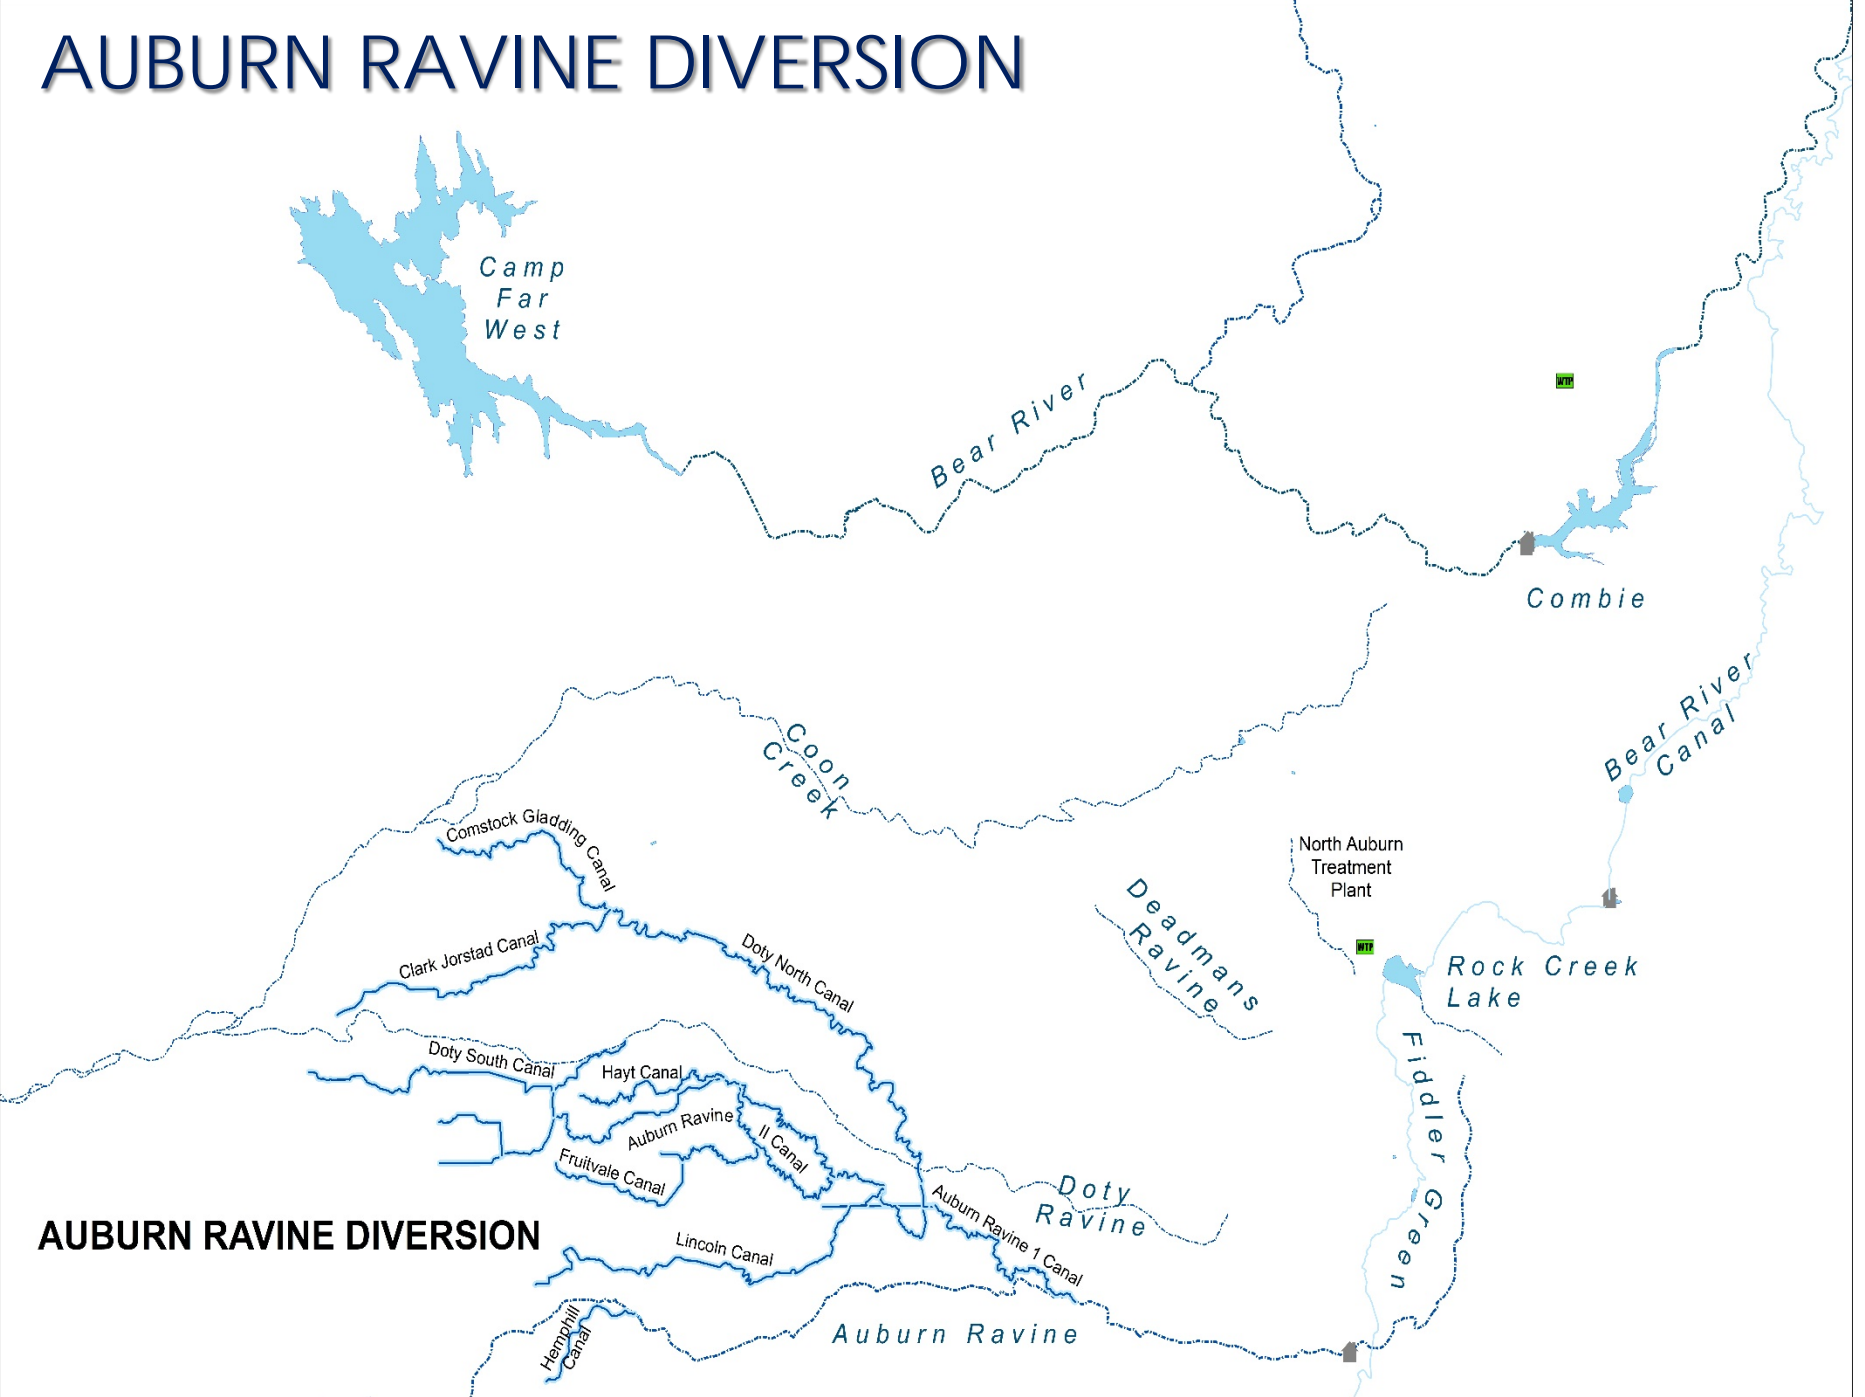 AUBURN RAVINE DIVERSION
Camp
Far
West
Bear River
WTP
Combie
Bear River
Canal
Coon
Creek
Comstock Gladding Canal
North Auburn
Treatment
Plant
Deadmans
Ravine
WTP
Clark Jorstad Canal
Doty North Canal
Rock Creek
Lake
Doty South Canal
Hayt Canal
Fiddler Green
Auburn Ravine
II Canal
Fruitvale Canal
Doty
Ravine
Auburn Ravine 1 Canal
AUBURN RAVINE DIVERSION
Lincoln Canal
Hemphill
Canal
Auburn Ravine